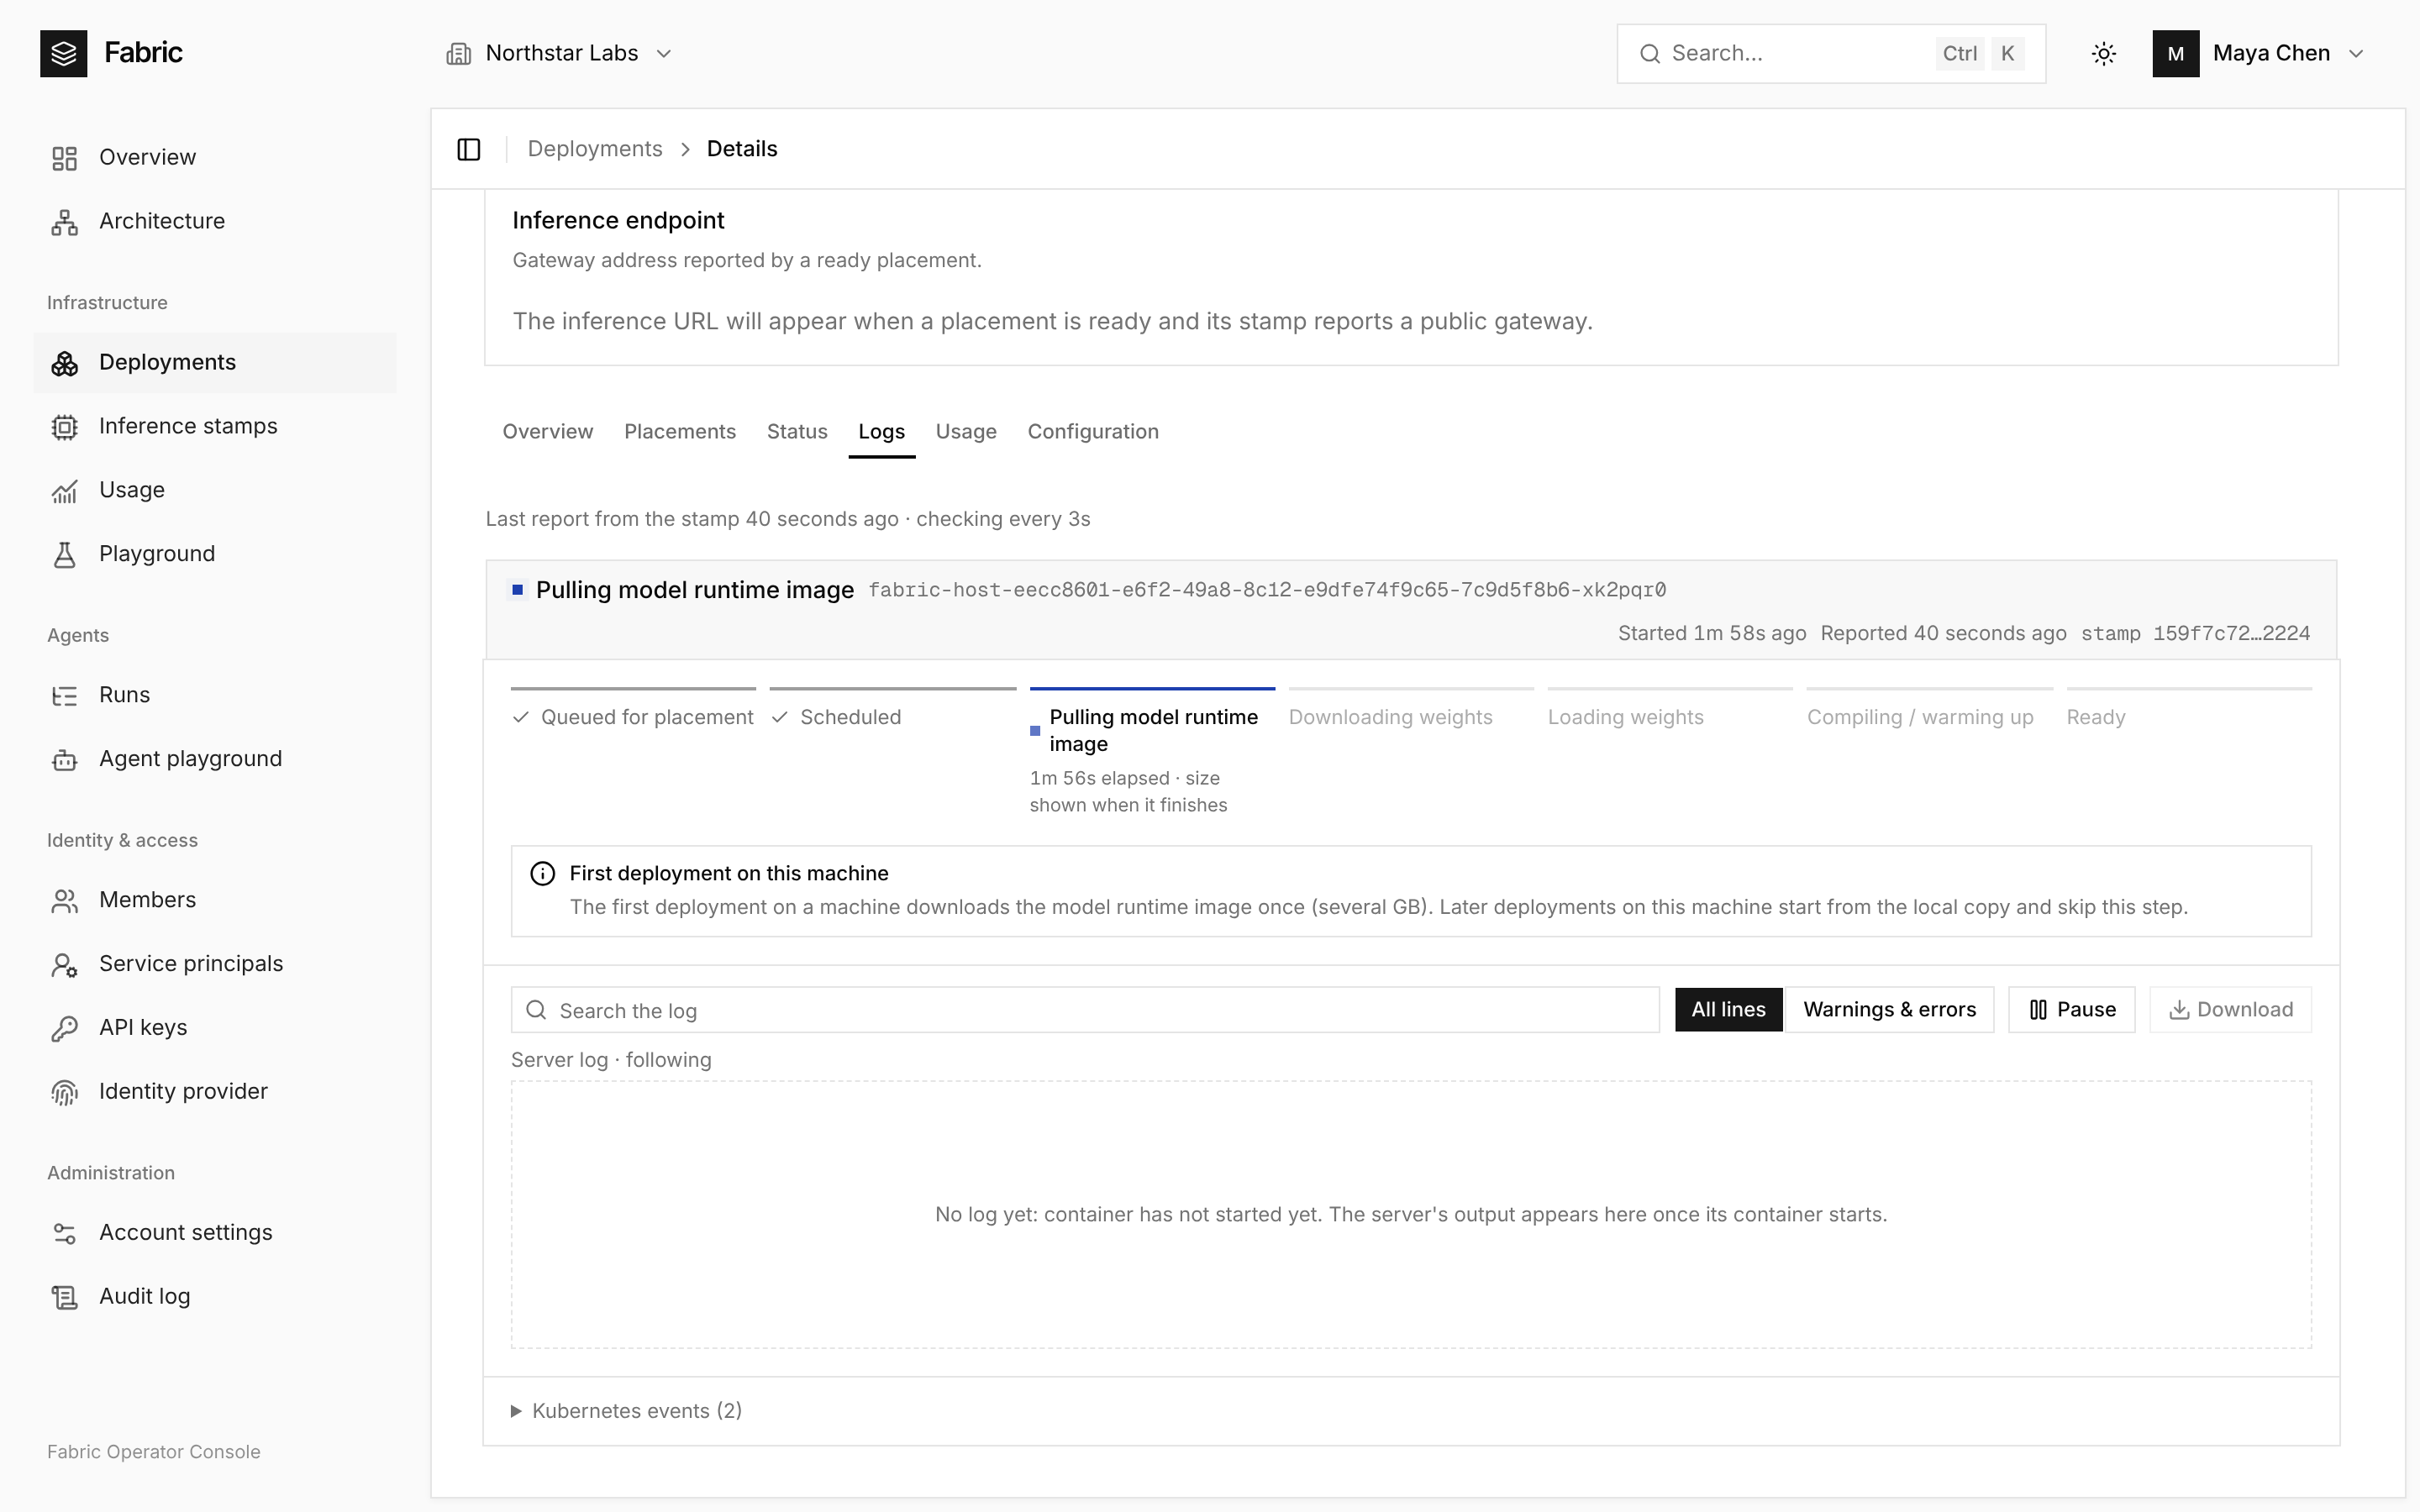 Fabric
Northstar Labs
Search...
Ctrl K
M
Maya Chen
Overview
Architecture
Infrastructure
Deployments
Inference stamps
Usage
Playground
Agents
Runs
Agent playground
Identity & access
Members
Service principals
API keys
Identity provider
Administration
Account settings
Audit log
Fabric Operator Console
Deployments > Details
Inference endpoint
Gateway address reported by a ready placement.
The inference URL will appear when a placement is ready and its stamp reports a public gateway.
Overview Placements Status Logs Usage Configuration
Last report from the stamp 40 seconds ago · checking every 3s
Pulling model runtime image fabric-host-eecc8601-e6f2-49a8-8c12-e9dfe74f9c65-7c9d5f8b6-xk2pqr0
Started 1m 58s ago Reported 40 seconds ago stamp 159f7c72…2224
Queued for placement
Scheduled
Pulling model runtime
image
1m 56s elapsed · size
shown when it finishes
Downloading weights
Loading weights
Compiling / warming up
Ready
First deployment on this machine
The first deployment on a machine downloads the model runtime image once (several GB). Later deployments on this machine start from the local copy and skip this step.
Search the log
All lines
Warnings & errors
Pause
Download
Server log · following
No log yet: container has not started yet. The server's output appears here once its container starts.
Kubernetes events (2)